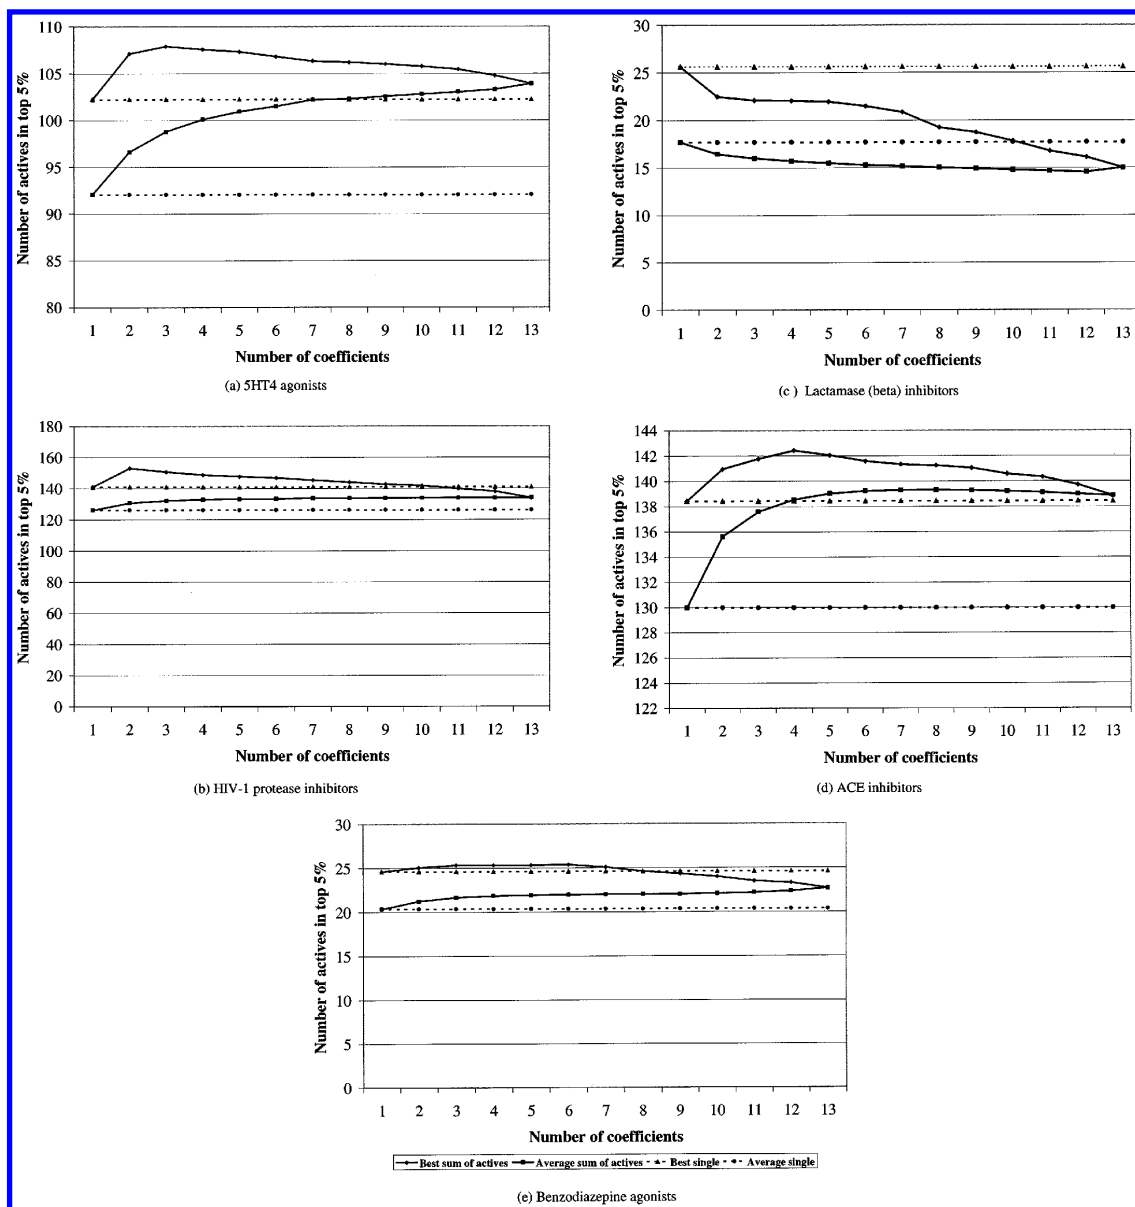 Number of actives in top 5%
110
105
100
95
90
85
80
1 2 3 4 5 6 7 8 9 10 11 12 13
Number of coefficients
(a) 5HT4 agonists
Number of actives in top 5%
30
25
20
15
10
5
0
1 2 3 4 5 6 7 8 9 10 11 12 13
Number of coefficients
(c ) Lactamase (beta) inhibitors
Number of actives in top 5%
180
160
140
120
100
80
60
40
20
0
1 2 3 4 5 6 7 8 9 10 11 12 13
Number of coefficients
(b) HIV-1 protease inhibitors
Number of actives in top 5%
144
142
140
138
136
134
132
130
128
126
124
122
1 2 3 4 5 6 7 8 9 10 11 12 13
Number of coefficients
(d) ACE inhibitors
Number of actives in top 5%
30
25
20
15
10
5
0
1 2 3 4 5 6 7 8 9 10 11 12 13
Number of coefficients
Best sum of actives Average sum of actives Best single Average single
(e) Benzodiazepine agonists